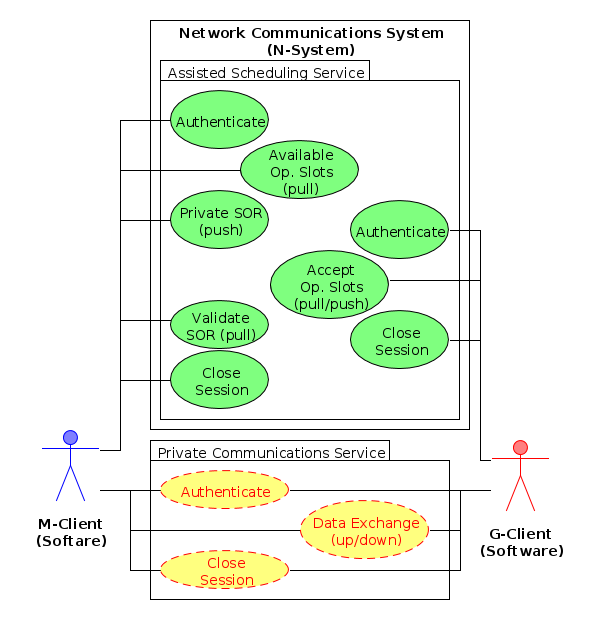 Network Communications System
(N-System)
Assisted Scheduling Service
Authenticate
Available
Op. Slots
(pull)
Private SOR
(push)
Authenticate
Accept
Op. Slots
(pull/push)
Validate
SOR (pull)
Close
Session
Close
Session
Private Communications Service
Authenticate
Data Exchange
(up/down)
Close
Session
M-Client
(Softare)
G-Client
(Software)